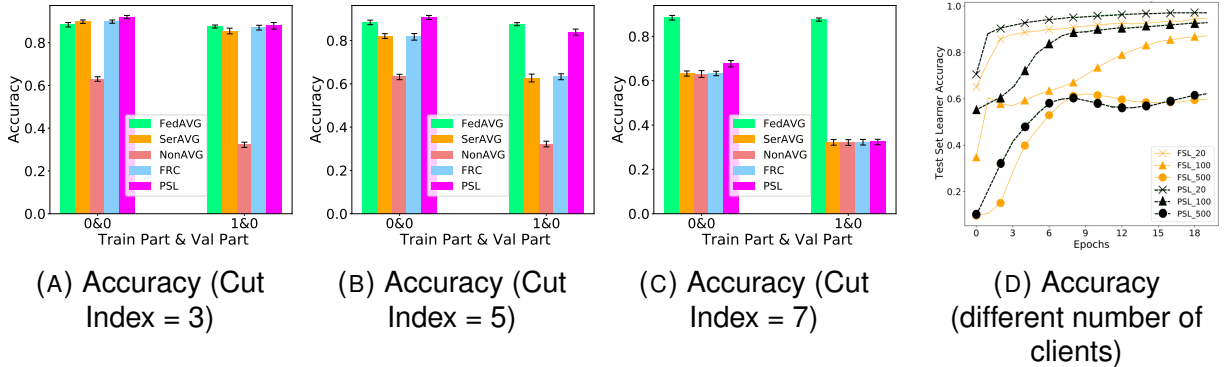 Accuracy
0.8
0.6
0.4
0.2
0.0
FedAVG
SerAVG
NonAVG
FRC
PSL
0&0
1&0
Train Part & Val Part
(A) Accuracy (Cut
Index = 3)
Accuracy
0.8
0.6
0.4
0.2
0.0
FedAVG
SerAVG
NonAVG
FRC
PSL
0&0
1&0
Train Part & Val Part
(B) Accuracy (Cut
Index = 5)
Accuracy
0.8
0.6
0.4
0.2
0.0
FedAVG
SerAVG
NonAVG
FRC
PSL
0&0
1&0
Train Part & Val Part
(C) Accuracy (Cut
Index = 7)
Test Set Learner Accuracy
1.0
0.8
0.6
0.4
0.2
FSL_20
FSL_100
FSL_500
PSL_20
PSL_100
PSL_500
0 3 6 9 12 15 18
Epochs
(D) Accuracy
(different number of
clients)